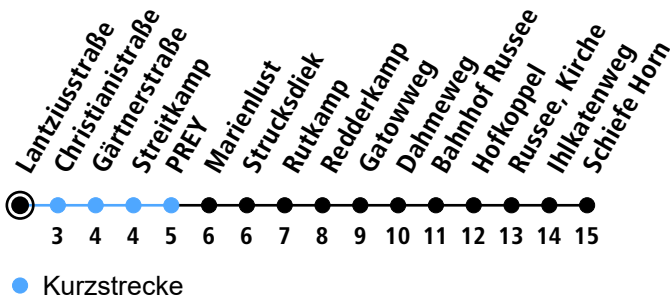 Lantziusstraße
Christianistraße
Gärtnerstraße
Streitkamp
PREY
Marienlust
Strucksdiek
Rutkamp
Redderkamp
Gatowweg
Dahmeweg
Bahnhof Russee
Hofkoppel
Russee, Kirche
Ihlkatenweg
Schiefe Horn
3 4 4 5 6 6 7 8 9 10 11 12 13 14 15
Kurzstrecke